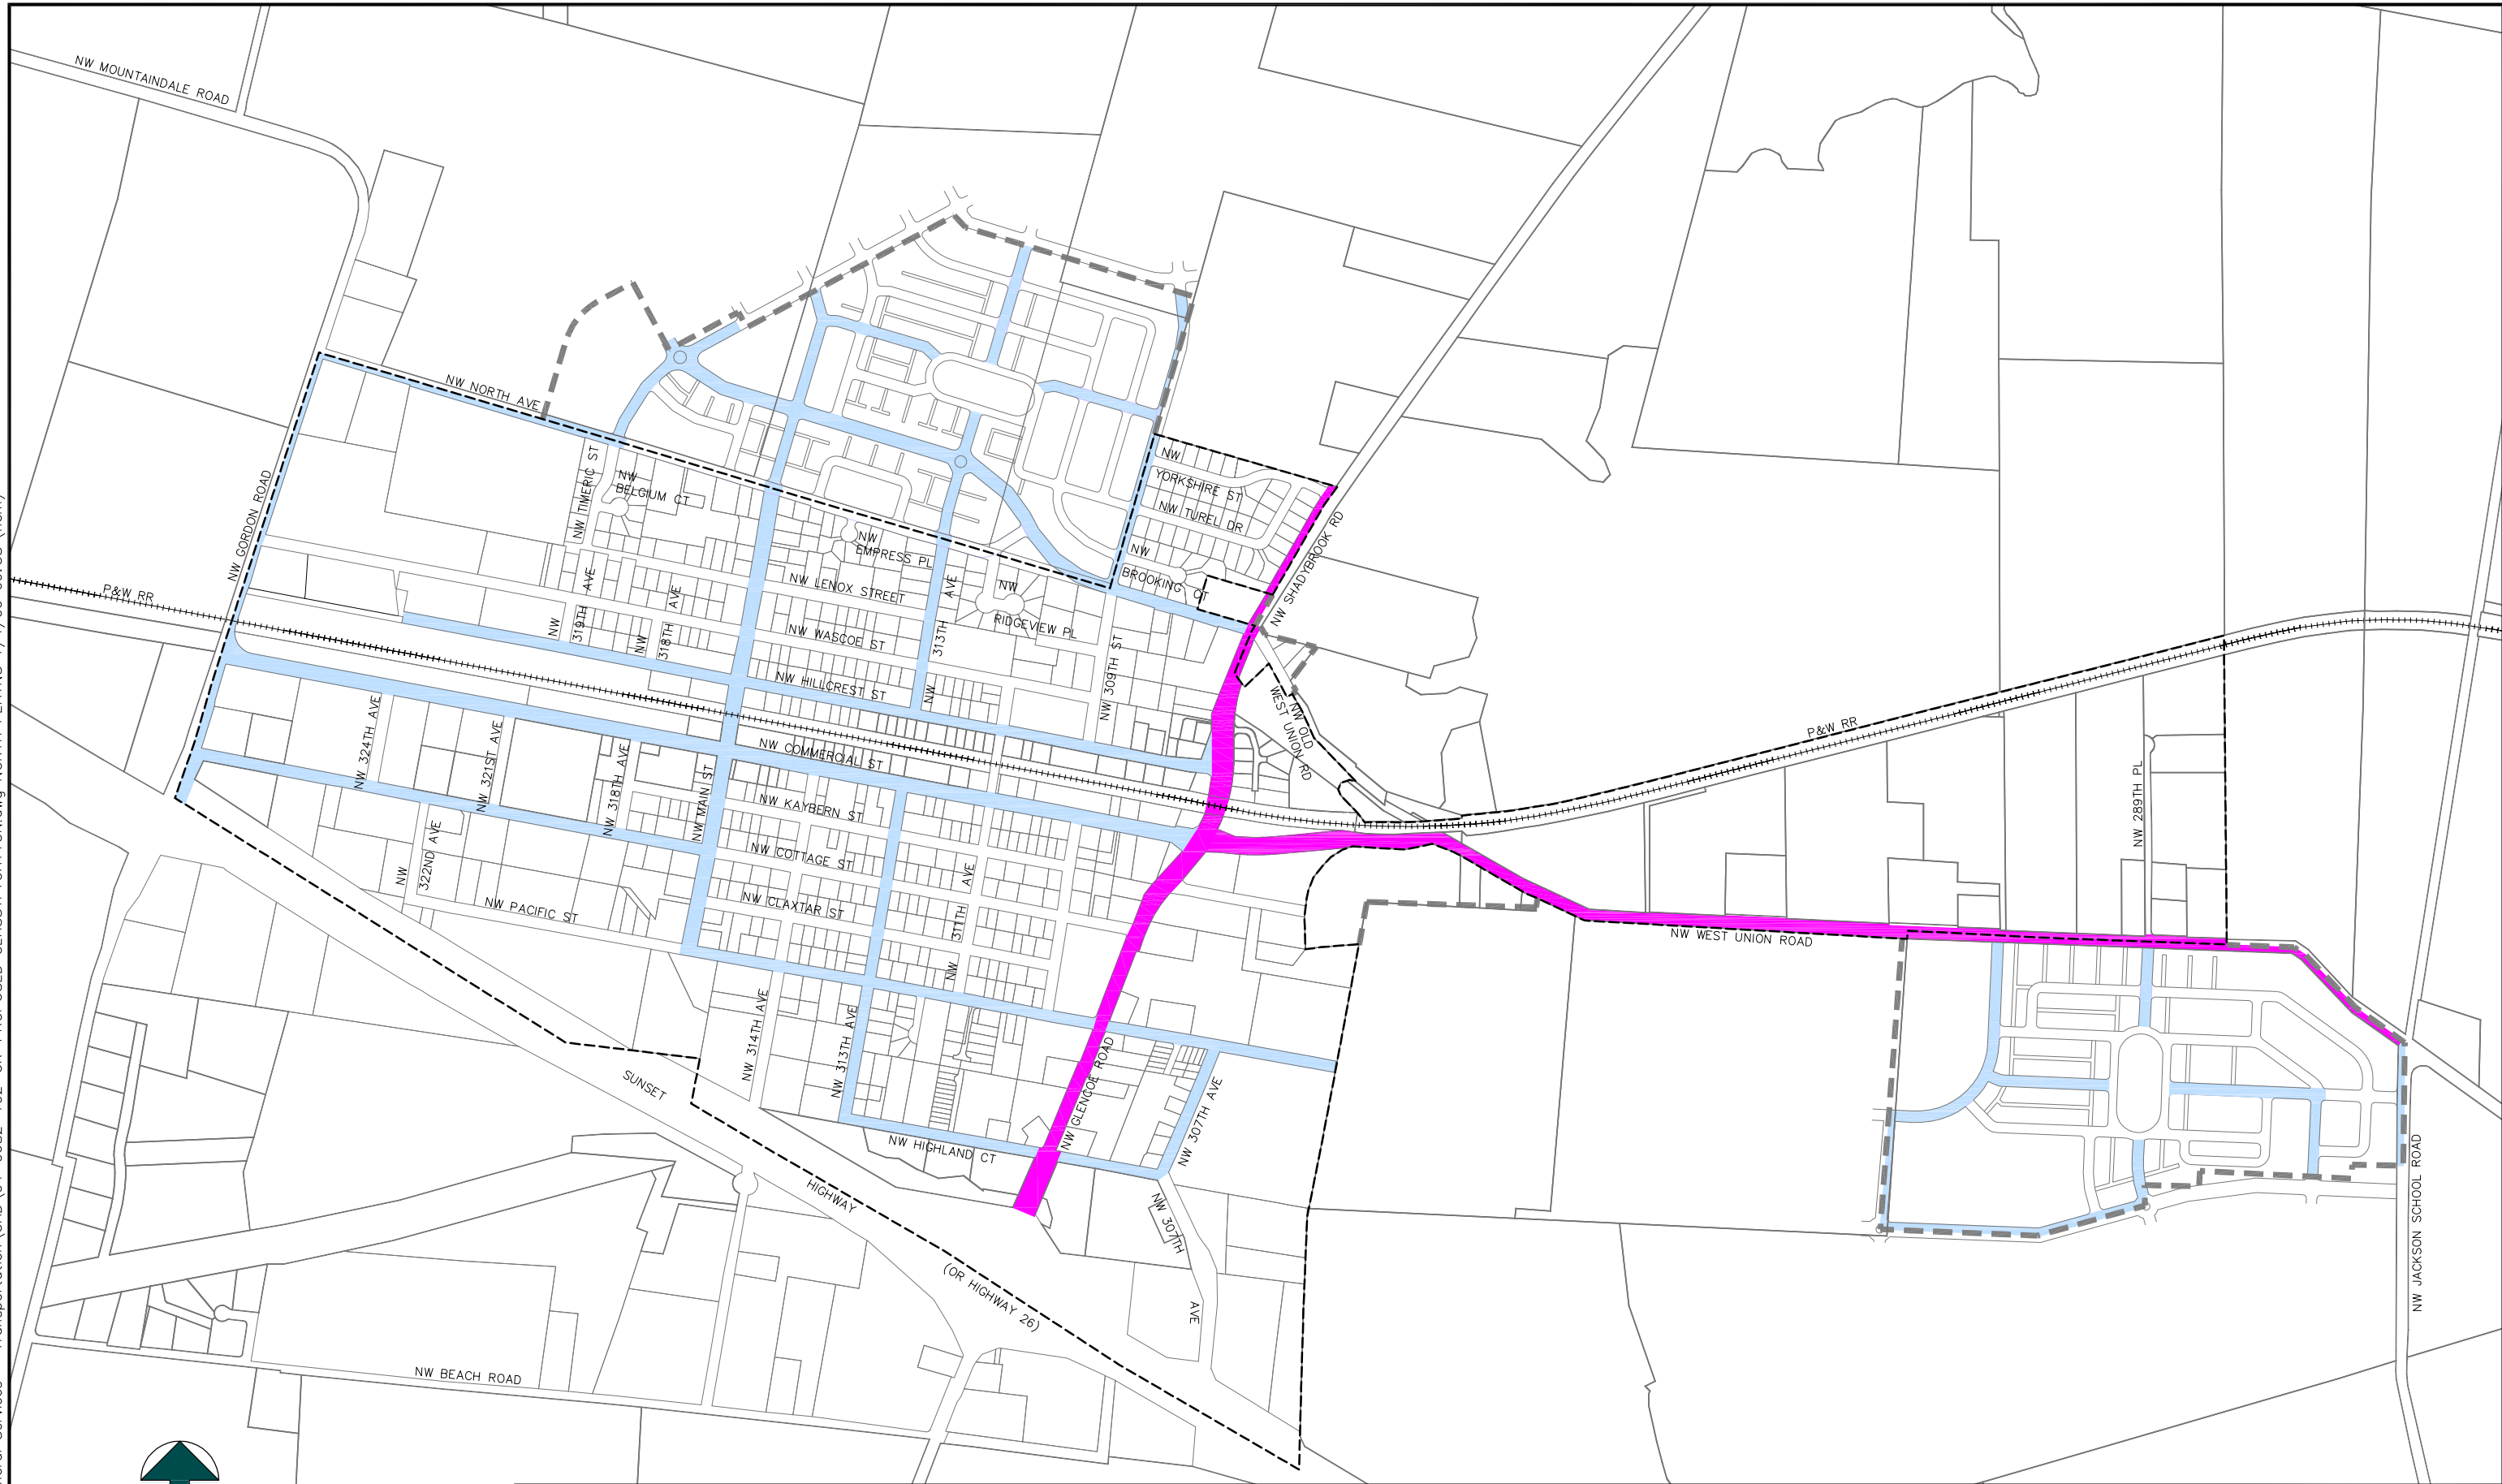 NW MOUNTAINDALE ROAD
NW NORTH AVE
NW GORDON ROAD
P&W RR
NW TIMERIC ST
NW
BELGIUM CT
NW
EMPRESS PL
NW
YORKSHIRE ST
NW TUREL DR
NW
BROOKING CT
NW SHADYBROOK RD
NW LENOX STREET
NW
319TH AVE
NW
318TH AVE
NW WASCOE ST
NW
313TH AVE
NW
RIDGEVIEW PL
NW 309TH ST
NW HILLCREST ST
NW OLD
WEST UNION RD
NW 324TH AVE
NW 321ST AVE
NW 318TH AVE
NW MAIN ST
NW COMMERCIAL ST
NW KAYBERN ST
NW COTTAGE ST
NW CLAXTAR ST
NW
322ND AVE
NW PACIFIC ST
NW
311TH AVE
P&W RR
NW 289TH PL
NW WEST UNION ROAD
NW 314TH AVE
NW 313TH AVE
NW GLENCOE ROAD
NW 307TH AVE
NW HIGHLAND CT
NW 307TH
AVE
SUNSET
HIGHWAY
(OR HIGHWAY 26)
NW BEACH ROAD
NW JACKSON SCHOOL ROAD